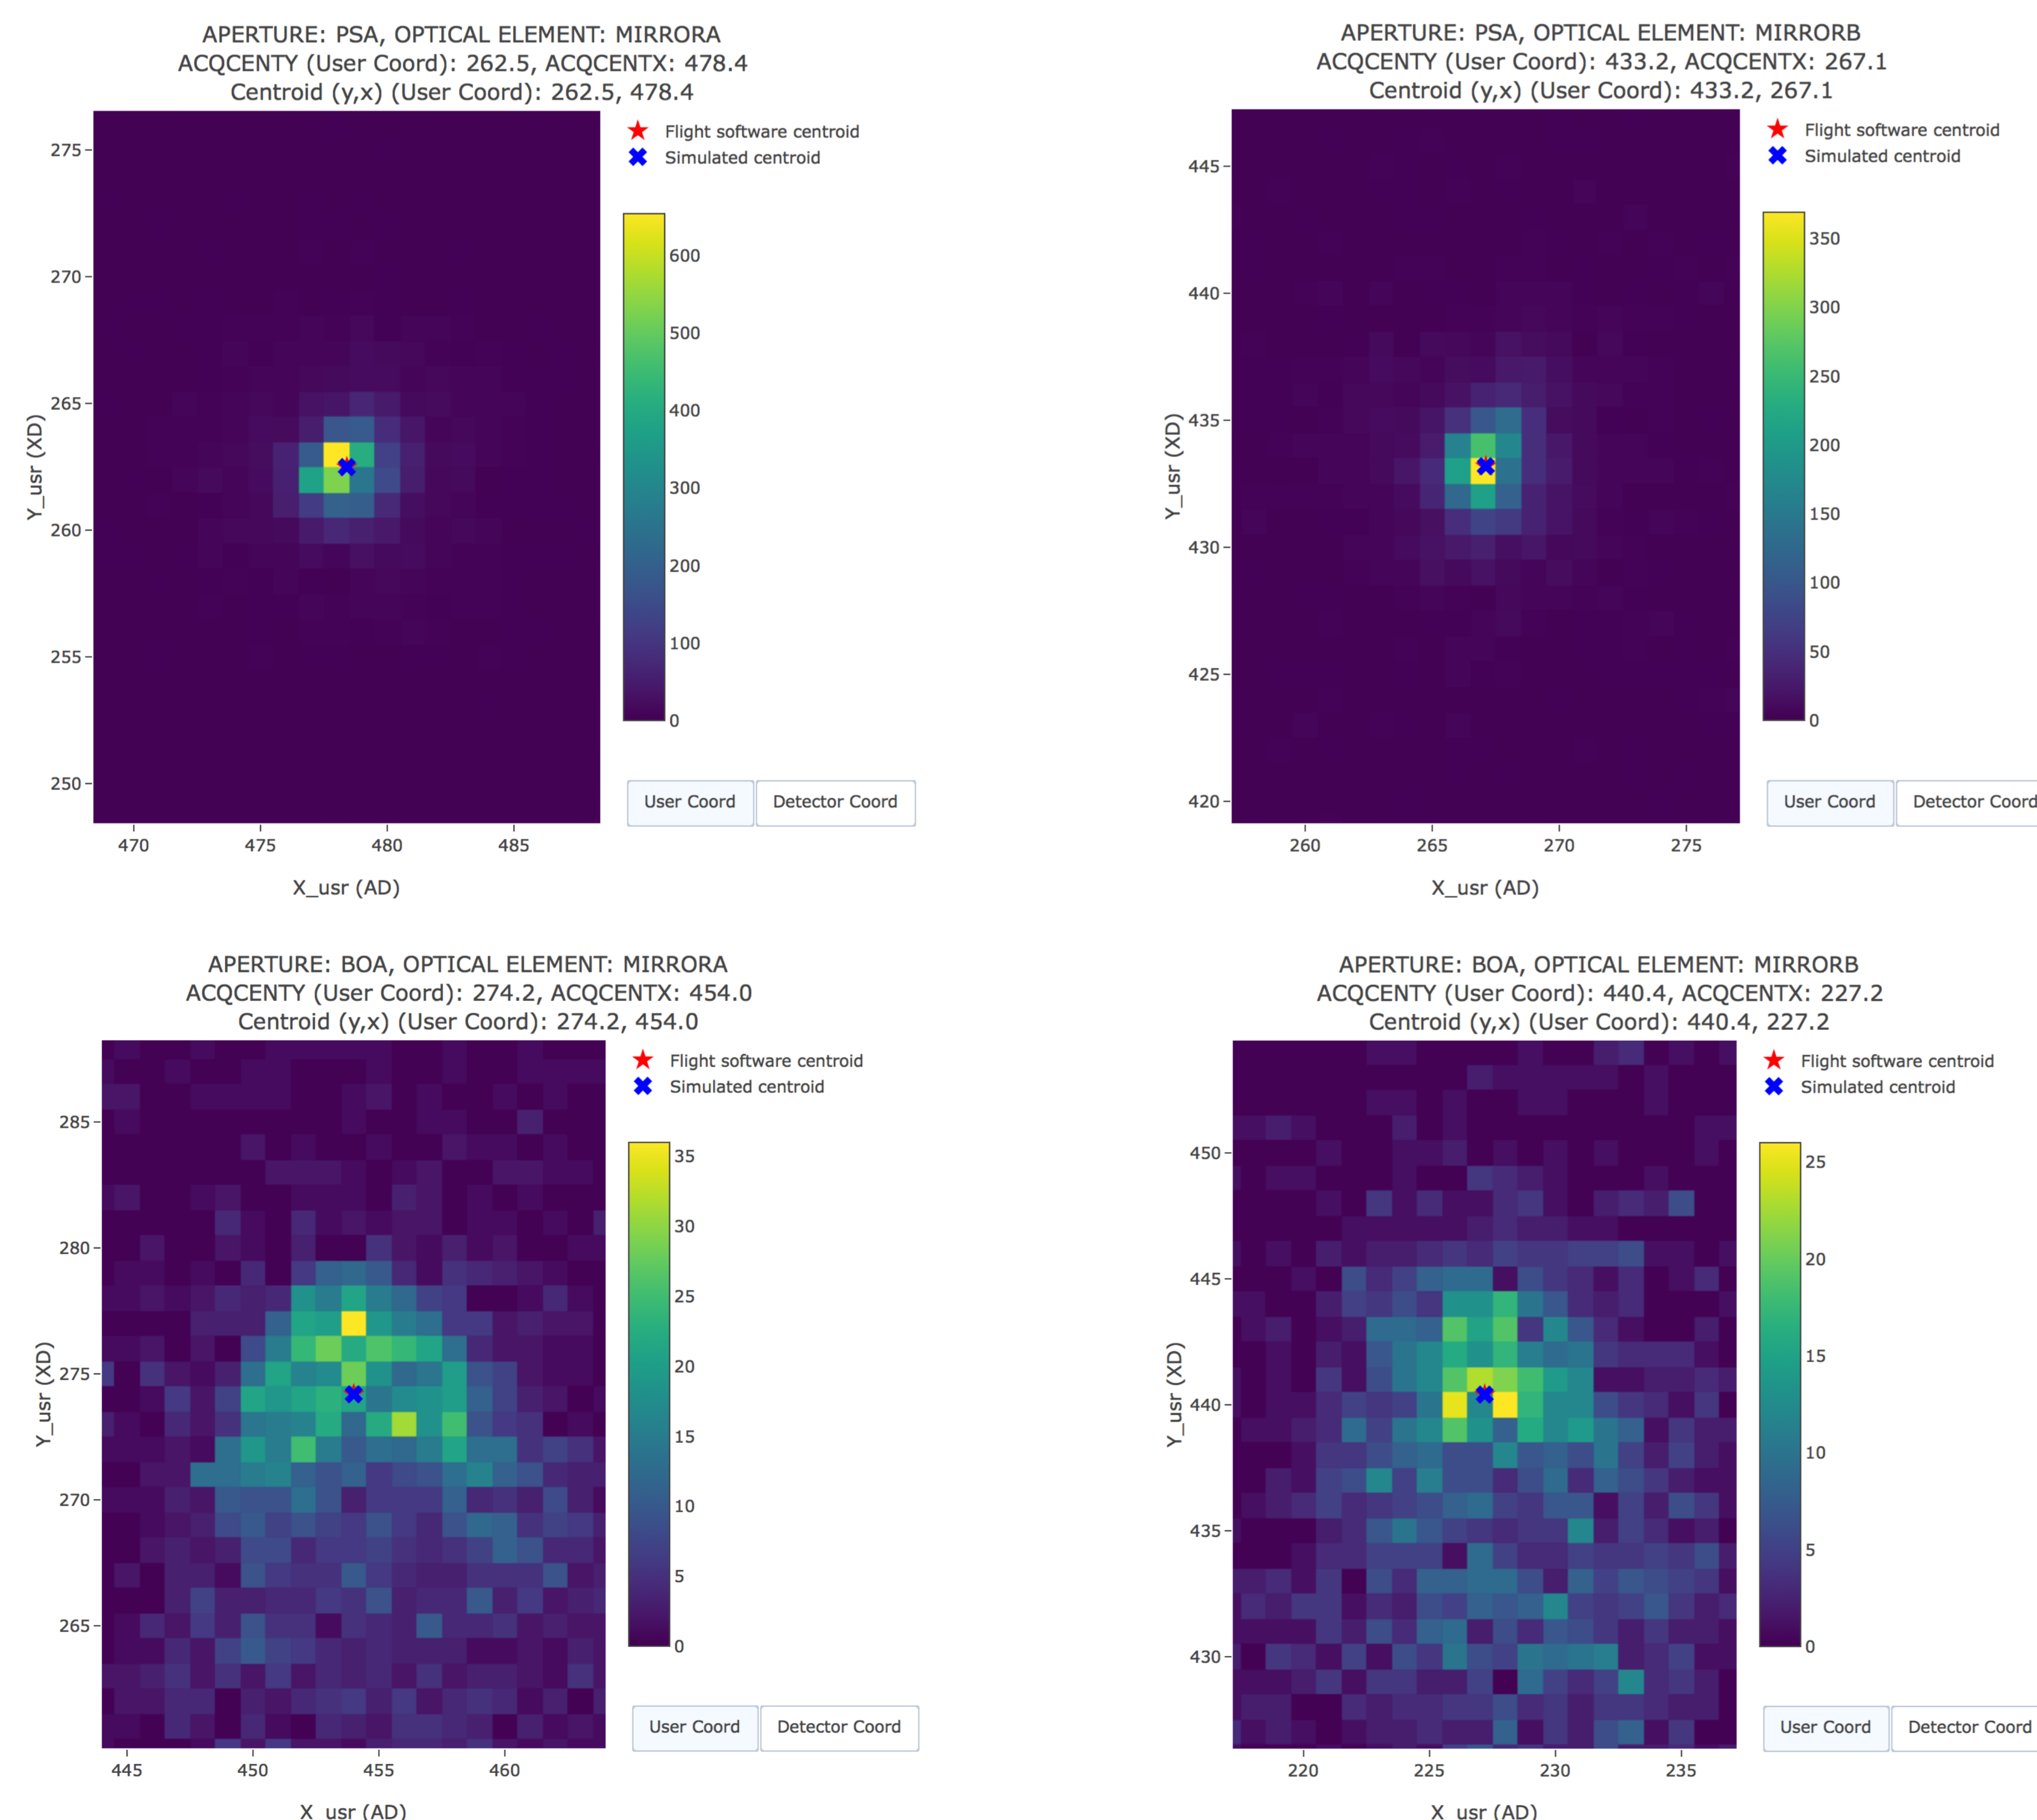 APERTURE: PSA, OPTICAL ELEMENT: MIRRORA
ACQCENTY (User Coord): 262.5, ACQCENTX: 478.4
Centroid (y,x) (User Coord): 262.5, 478.4
Flight software centroid
Simulated centroid
275
270
265
260
255
250
Y_usr (XD)
600
500
400
300
200
100
0
User Coord
Detector Coord
470
475
480
485
X_usr (AD)
APERTURE: PSA, OPTICAL ELEMENT: MIRRORB
ACQCENTY (User Coord): 433.2, ACQCENTX: 267.1
Centroid (y,x) (User Coord): 433.2, 267.1
Flight software centroid
Simulated centroid
445
440
435
430
425
420
Y_usr (XD)
350
300
250
200
150
100
50
0
User Coord
Detector Coord
260
265
270
275
X_usr (AD)
APERTURE: BOA, OPTICAL ELEMENT: MIRRORA
ACQCENTY (User Coord): 274.2, ACQCENTX: 454.0
Centroid (y,x) (User Coord): 274.2, 454.0
Flight software centroid
Simulated centroid
285
280
275
270
265
Y_usr (XD)
35
30
25
20
15
10
5
0
User Coord
Detector Coord
445
450
455
460
X_usr (AD)
APERTURE: BOA, OPTICAL ELEMENT: MIRRORB
ACQCENTY (User Coord): 440.4, ACQCENTX: 227.2
Centroid (y,x) (User Coord): 440.4, 227.2
Flight software centroid
Simulated centroid
450
445
440
435
430
Y_usr (XD)
25
20
15
10
5
0
User Coord
Detector Coord
220
225
230
235
X_usr (AD)